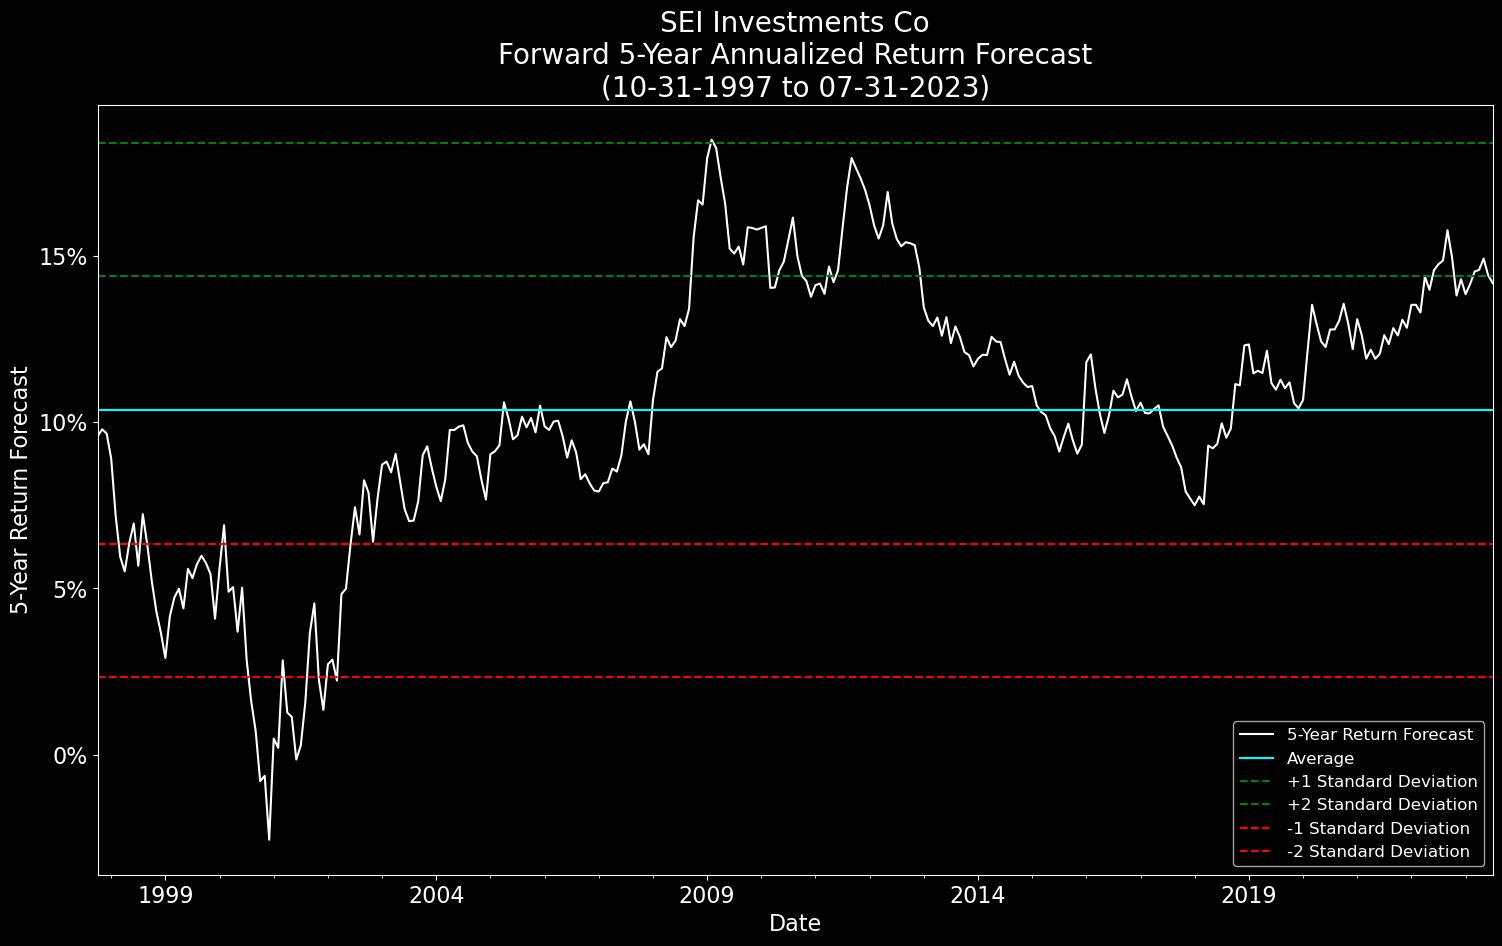 SEI Investments Co
Forward 5-Year Annualized Return Forecast
(10-31-1997 to 07-31-2023)
5-Year Return Forecast
15%
10%
5%
0%
5-Year Return Forecast
Average
+1 Standard Deviation
+2 Standard Deviation
-1 Standard Deviation
-2 Standard Deviation
1999 2004 2009 2014 2019
Date